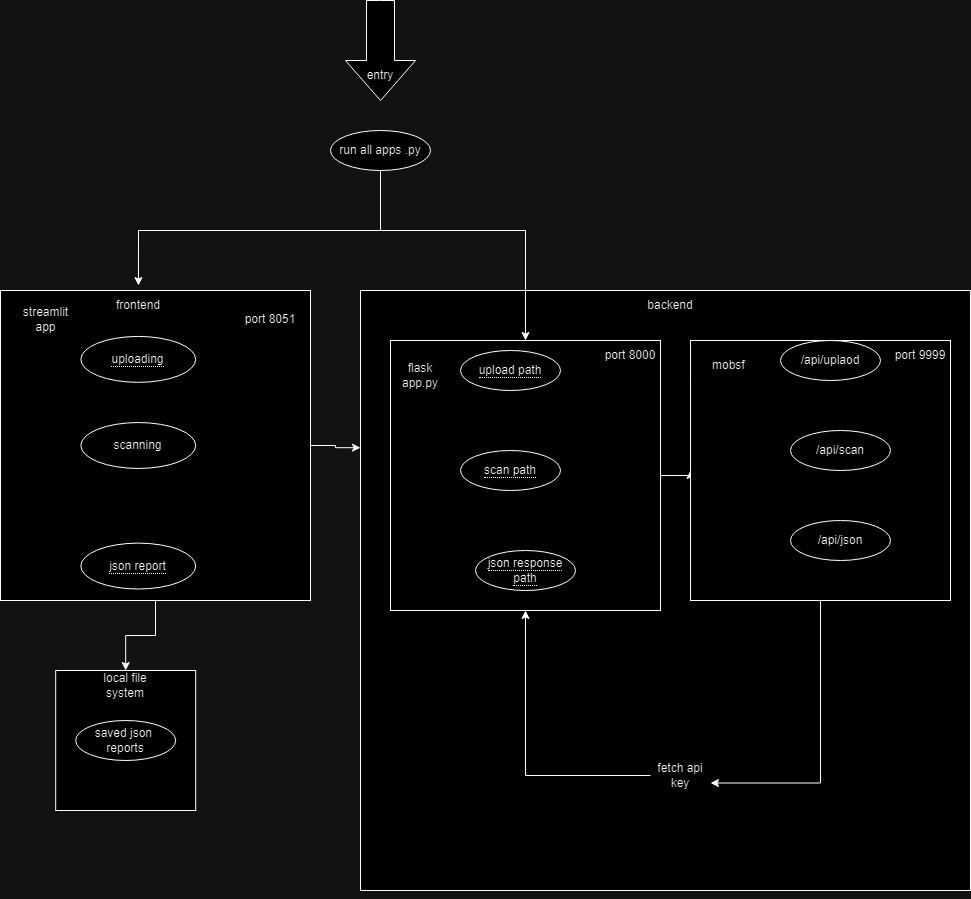 entry
run all apps .py
streamlit
app
frontend
port 8051
uploading
scanning
json report
local file
system
saved json
reports
backend
flask
app.py
port 8000
upload path
scan path
json response
path
mobsf
port 9999
/api/uplaod
/api/scan
/api/json
fetch api
key